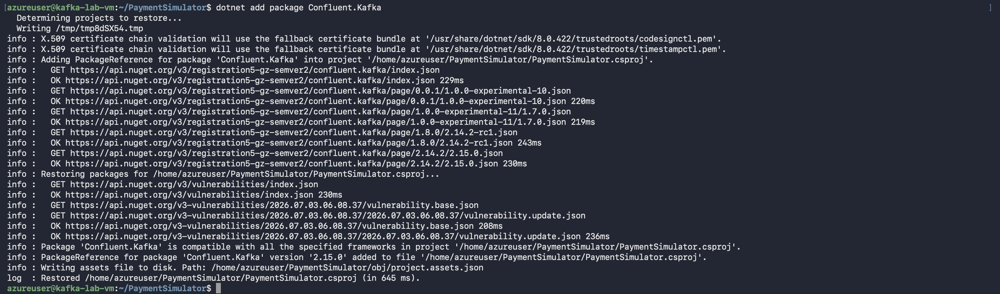 [azureuser@kafka-lab-vm:~/PaymentSimulator$ dotnet add package Confluent.Kafka ]
  Determining projects to restore...
  Writing /tmp/tmp8dSX54.tmp
info : X.509 certificate chain validation will use the fallback certificate bundle at '/usr/share/dotnet/sdk/8.0.422/trustedroots/codesignctl.pem'.
info : X.509 certificate chain validation will use the fallback certificate bundle at '/usr/share/dotnet/sdk/8.0.422/trustedroots/timestampctl.pem'.
info : Adding PackageReference for package 'Confluent.Kafka' into project '/home/azureuser/PaymentSimulator/PaymentSimulator.csproj'.
info :   GET https://api.nuget.org/v3/registration5-gz-semver2/confluent.kafka/index.json
info :   OK https://api.nuget.org/v3/registration5-gz-semver2/confluent.kafka/index.json 229ms
info :   GET https://api.nuget.org/v3/registration5-gz-semver2/confluent.kafka/page/0.0.1/1.0.0-experimental-10.json
info :   OK https://api.nuget.org/v3/registration5-gz-semver2/confluent.kafka/page/0.0.1/1.0.0-experimental-10.json 220ms
info :   GET https://api.nuget.org/v3/registration5-gz-semver2/confluent.kafka/page/1.0.0-experimental-11/1.7.0.json
info :   OK https://api.nuget.org/v3/registration5-gz-semver2/confluent.kafka/page/1.0.0-experimental-11/1.7.0.json 219ms
info :   GET https://api.nuget.org/v3/registration5-gz-semver2/confluent.kafka/page/1.8.0/2.14.2-rc1.json
info :   OK https://api.nuget.org/v3/registration5-gz-semver2/confluent.kafka/page/1.8.0/2.14.2-rc1.json 243ms
info :   GET https://api.nuget.org/v3/registration5-gz-semver2/confluent.kafka/page/2.14.2/2.15.0.json
info :   OK https://api.nuget.org/v3/registration5-gz-semver2/confluent.kafka/page/2.14.2/2.15.0.json 230ms
info : Restoring packages for /home/azureuser/PaymentSimulator/PaymentSimulator.csproj...
info :   GET https://api.nuget.org/v3/vulnerabilities/index.json
info :   OK https://api.nuget.org/v3/vulnerabilities/index.json 230ms
info :   GET https://api.nuget.org/v3-vulnerabilities/2026.07.03.06.08.37/vulnerability.base.json
info :   GET https://api.nuget.org/v3-vulnerabilities/2026.07.03.06.08.37/2026.07.03.06.08.37/vulnerability.update.json
info :   OK https://api.nuget.org/v3-vulnerabilities/2026.07.03.06.08.37/vulnerability.base.json 208ms
info :   OK https://api.nuget.org/v3-vulnerabilities/2026.07.03.06.08.37/2026.07.03.06.08.37/vulnerability.update.json 236ms
info : Package 'Confluent.Kafka' is compatible with all the specified frameworks in project '/home/azureuser/PaymentSimulator/PaymentSimulator.csproj'.
info : PackageReference for package 'Confluent.Kafka' version '2.15.0' added to file '/home/azureuser/PaymentSimulator/PaymentSimulator.csproj'.
info : Writing assets file to disk. Path: /home/azureuser/PaymentSimulator/obj/project.assets.json
log  : Restored /home/azureuser/PaymentSimulator/PaymentSimulator.csproj (in 645 ms).
azureuser@kafka-lab-vm:~/PaymentSimulator$